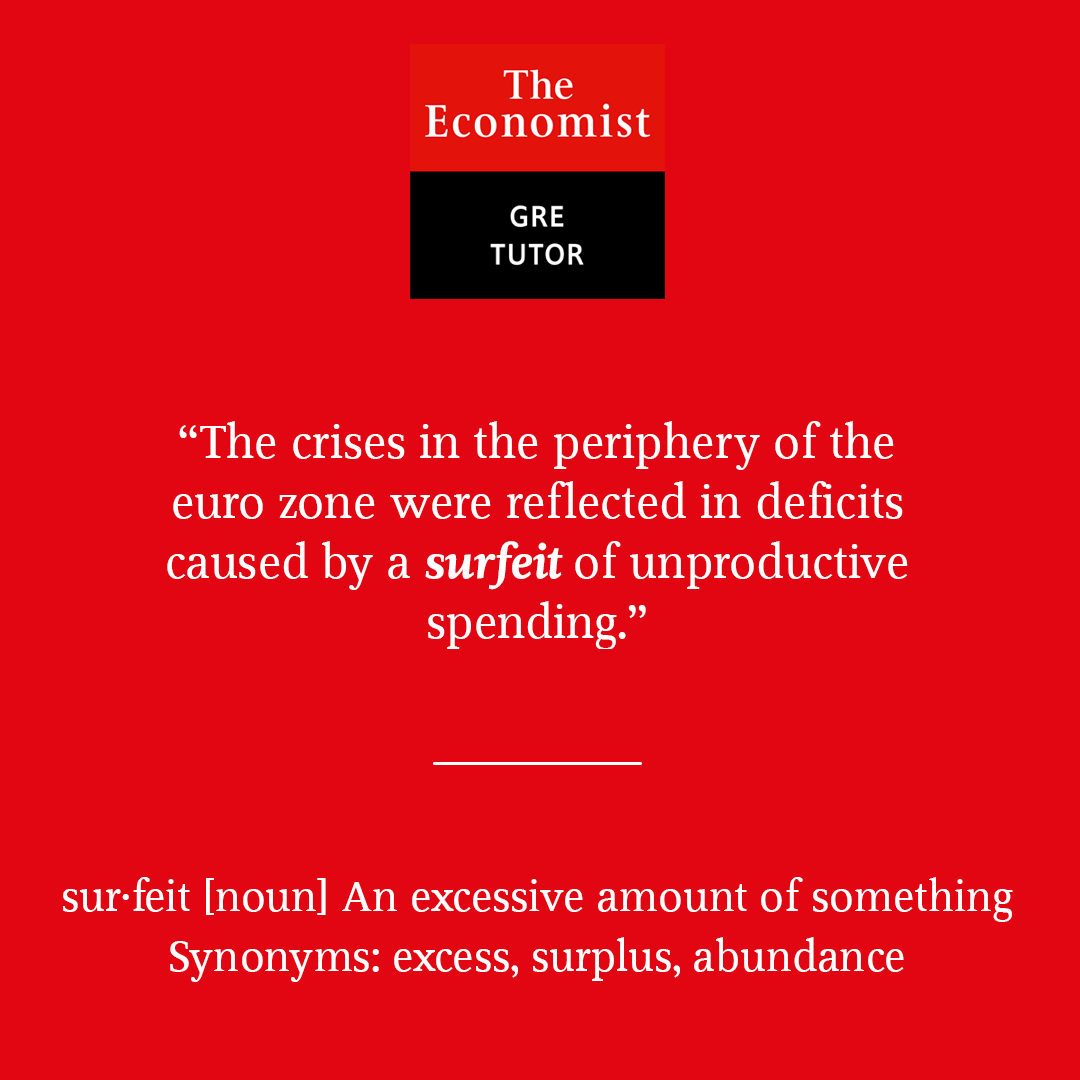 The
Economist
GRE
TUTOR
“The crises in the periphery of the
euro zone were reflected in deficits
caused by a surfeit of unproductive
spending.”
sur·feit [noun] An excessive amount of something
Synonyms: excess, surplus, abundance